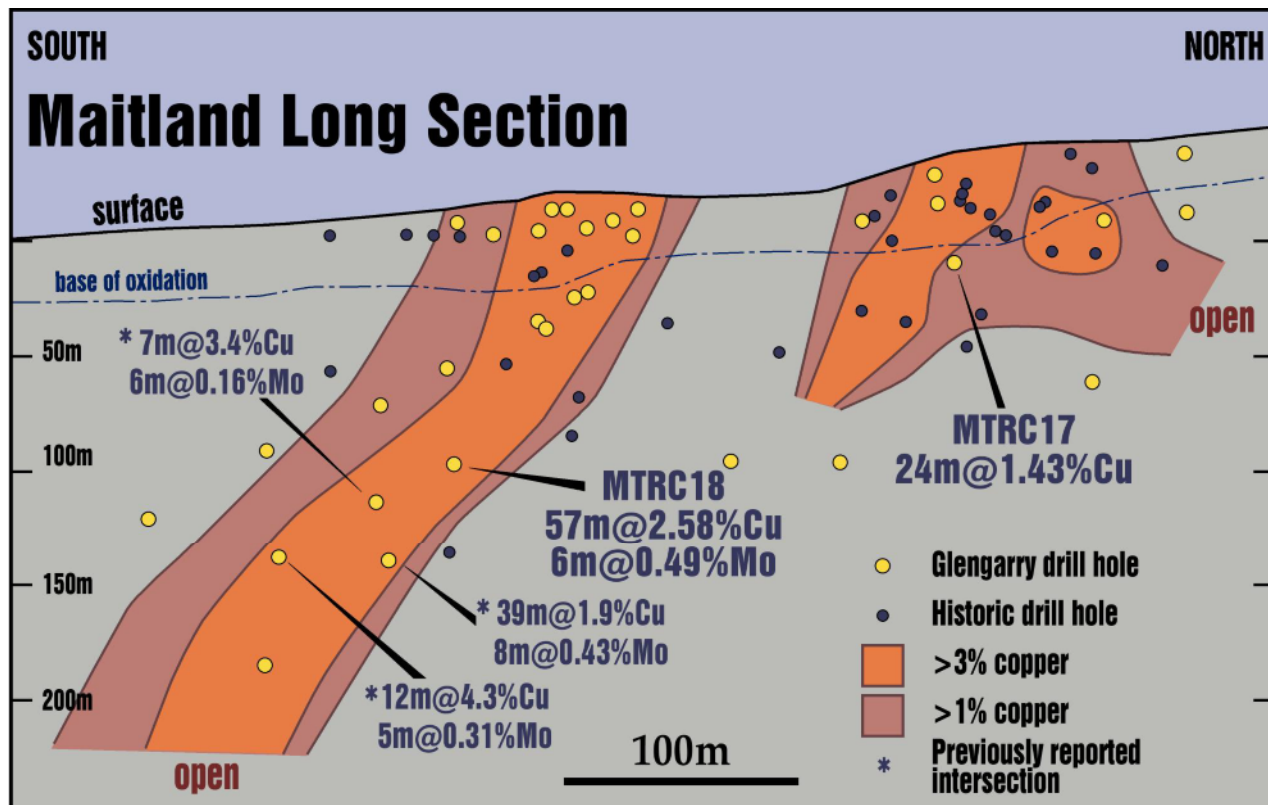 SOUTH
NORTH
Maitland Long Section
surface
base of oxidation
* 7m@3.4%Cu
6m@0.16%Mo
50m
100m
150m
200m
open
MTRC17
24m@1.43%Cu
MTRC18
57m@2.58%Cu
6m@0.49%Mo
* 39m@1.9%Cu
8m@0.43%Mo
*12m@4.3%Cu
5m@0.31%Mo
open
100m
Glengarry drill hole
Historic drill hole
>3% copper
>1% copper
* Previously reported
intersection